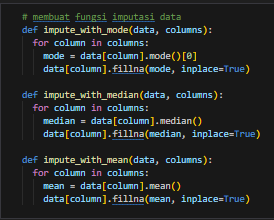 # membuat fungsi imputasi data
def impute_with_mode(data, columns):
for column in columns:
mode = data[column].mode()[0]
data[column].fillna(mode, inplace=True)
def impute_with_median(data, columns):
for column in columns:
median = data[column].median()
data[column].fillna(median, inplace=True)
def impute_with_mean(data, columns):
for column in columns:
mean = data[column].mean()
data[column].fillna(mean, inplace=True)